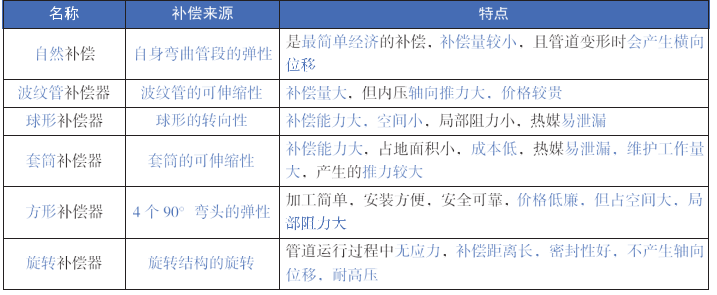 名称 补偿来源 特点
自然补偿 自身弯曲管段的弹性 是最简单经济的补偿，补偿量较小，且管道变形时会产生横向
位移
波纹管补偿器 波纹管的可伸缩性 补偿量大，但内压轴向推力大，价格较贵
球形补偿器 球形的转向性 补偿能力大，空间小，局部阻力小，热媒易泄漏
套筒补偿器 套筒的可伸缩性 补偿能力大，占地面积小，成本低，热媒易泄漏，维护工作量
大，产生的推力较大
方形补偿器 4个90°弯头的弹性 加工简单，安装方便，安全可靠，价格低廉，但占空间大，局
部阻力大
旋转补偿器 旋转结构的旋转 管道运行过程中无应力，补偿距离长，密封性好，不产生轴向
位移，耐高压